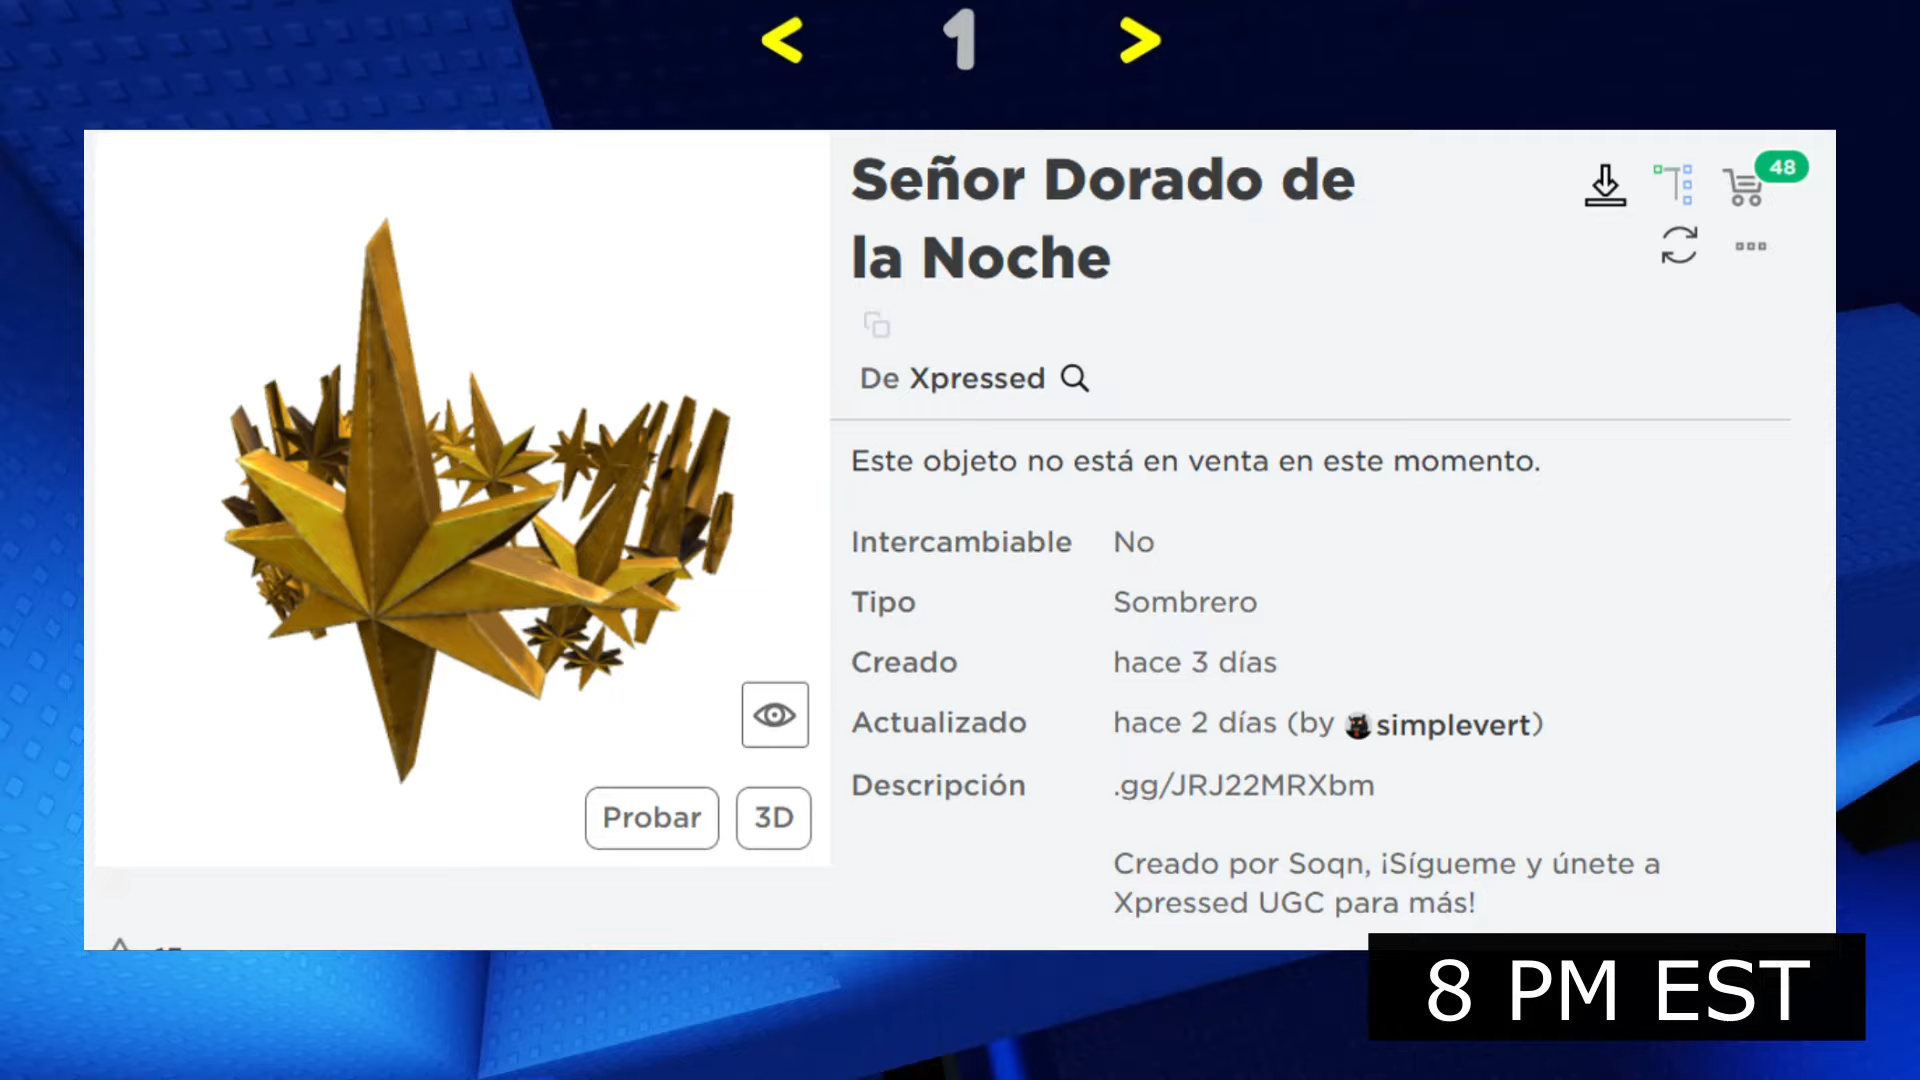 < 1 >
Señor Dorado de
la Noche
48
De Xpressed
Este objeto no está en venta en este momento.
Intercambiable No
Tipo Sombrero
Creado hace 3 días
Actualizado hace 2 días (by simplevert)
Descripción .gg/JRJ22MRXbm
Creado por Soqn, ¡Sígueme y únete a
Xpressed UGC para más!
Probar 3D
8 PM EST